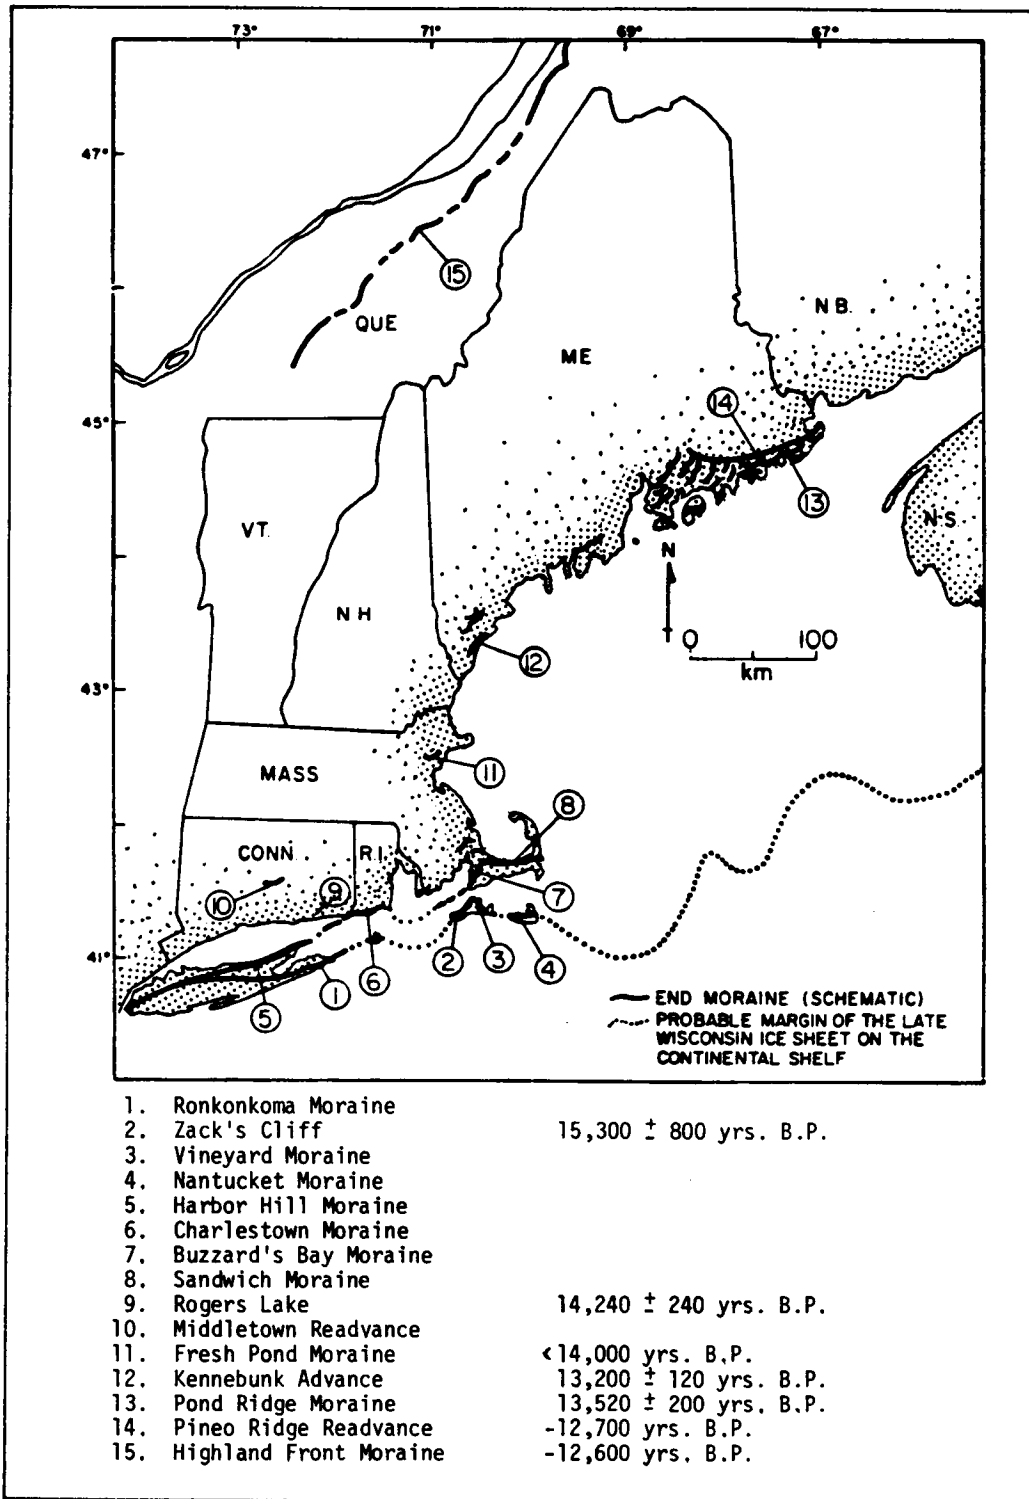 73° 71° 69° 67°
47°
15
QUE
N B.
ME
14
45°
13
N.S.
VT.
N
N H
0 100
km
12
43°
MASS
11
8
CONN. R.I.
10 9
7
41°
2 3 4
1 6
5
END MORAINE (SCHEMATIC)
PROBABLE MARGIN OF THE LATE
WISCONSIN ICE SHEET ON THE
CONTINENTAL SHELF
1. Ronkonkoma Moraine
2. Zack's Cliff 15,300 ± 800 yrs. B.P.
3. Vineyard Moraine
4. Nantucket Moraine
5. Harbor Hill Moraine
6. Charlestown Moraine
7. Buzzard's Bay Moraine
8. Sandwich Moraine
9. Rogers Lake 14,240 ± 240 yrs. B.P.
10. Middletown Readvance
11. Fresh Pond Moraine <14,000 yrs. B.P.
12. Kennebunk Advance 13,200 ± 120 yrs. B.P.
13. Pond Ridge Moraine 13,520 ± 200 yrs. B.P.
14. Pineo Ridge Readvance -12,700 yrs. B.P.
15. Highland Front Moraine -12,600 yrs. B.P.